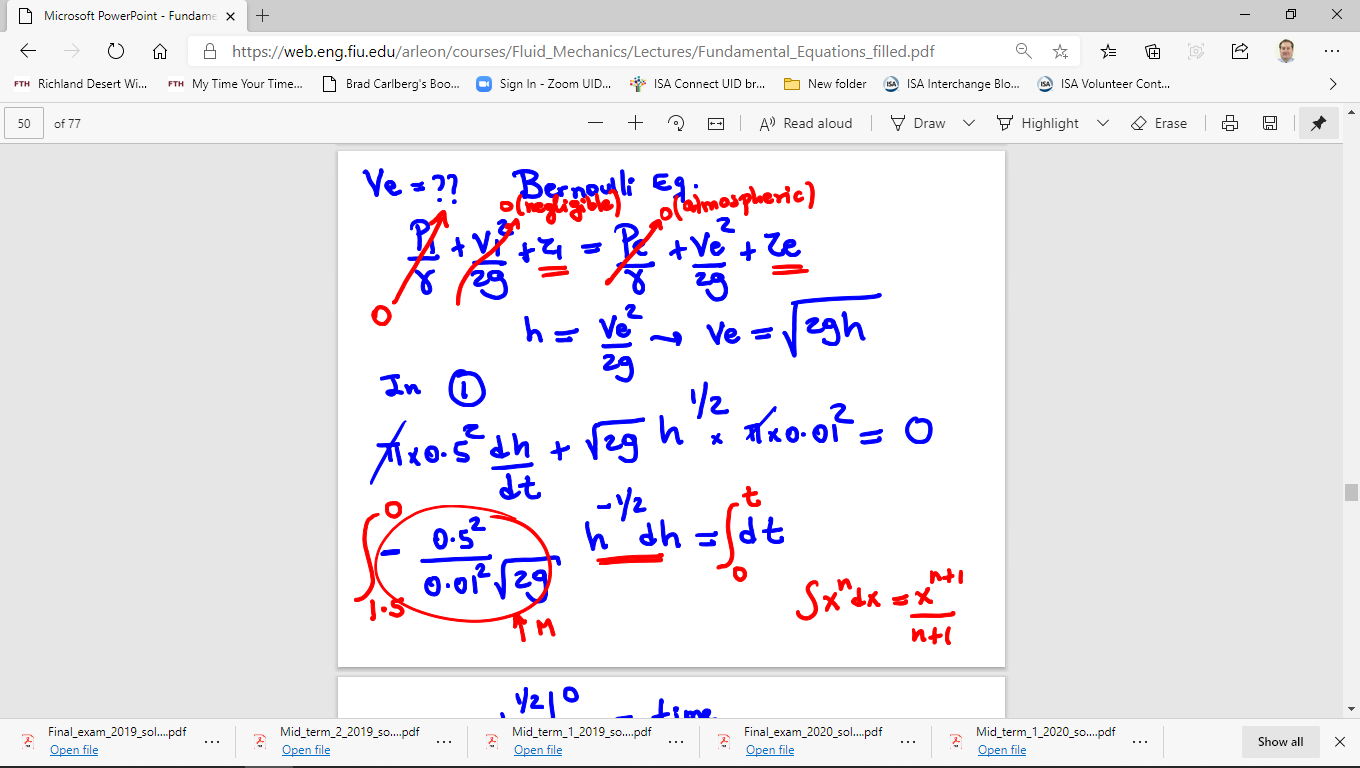 Microsoft PowerPoint - Fundame
https://web.eng.fiu.edu/arleon/courses/Fluid_Mechanics/Lectures/Fundamental_Equations_filled.pdf
FTH Richland Desert Wi... FTH My Time Your Time... Brad Carlberg's Boo... Sign In - Zoom UID... ISA Connect UID br... New folder ISA Interchange Blo... ISA Volunteer Cont...
50 of 77 Read aloud Draw Highlight Erase
Ve = ?? Bernoulli Eq.
0 (negligible) 0 (atmospheric)
P1/γ + V1²/2g + z1 = Pe/γ + Ve²/2g + ze
0
h = Ve²/2g → Ve = √2gh
In ①
π x 0.5² dh/dt + √2g h^1/2 x π x 0.01² = 0
∫_1.5^0 - 0.5²/0.01²√2g h^-1/2 dh = ∫_0^t dt
↑ M
∫x^n dx = x^n+1/n+1
1/2 | 0 = time
Final_exam_2019_sol....pdf Mid_term_2_2019_so....pdf Mid_term_1_2019_so....pdf Final_exam_2020_sol....pdf Mid_term_1_2020_so....pdf
Open file Open file Open file Open file Open file
Show all